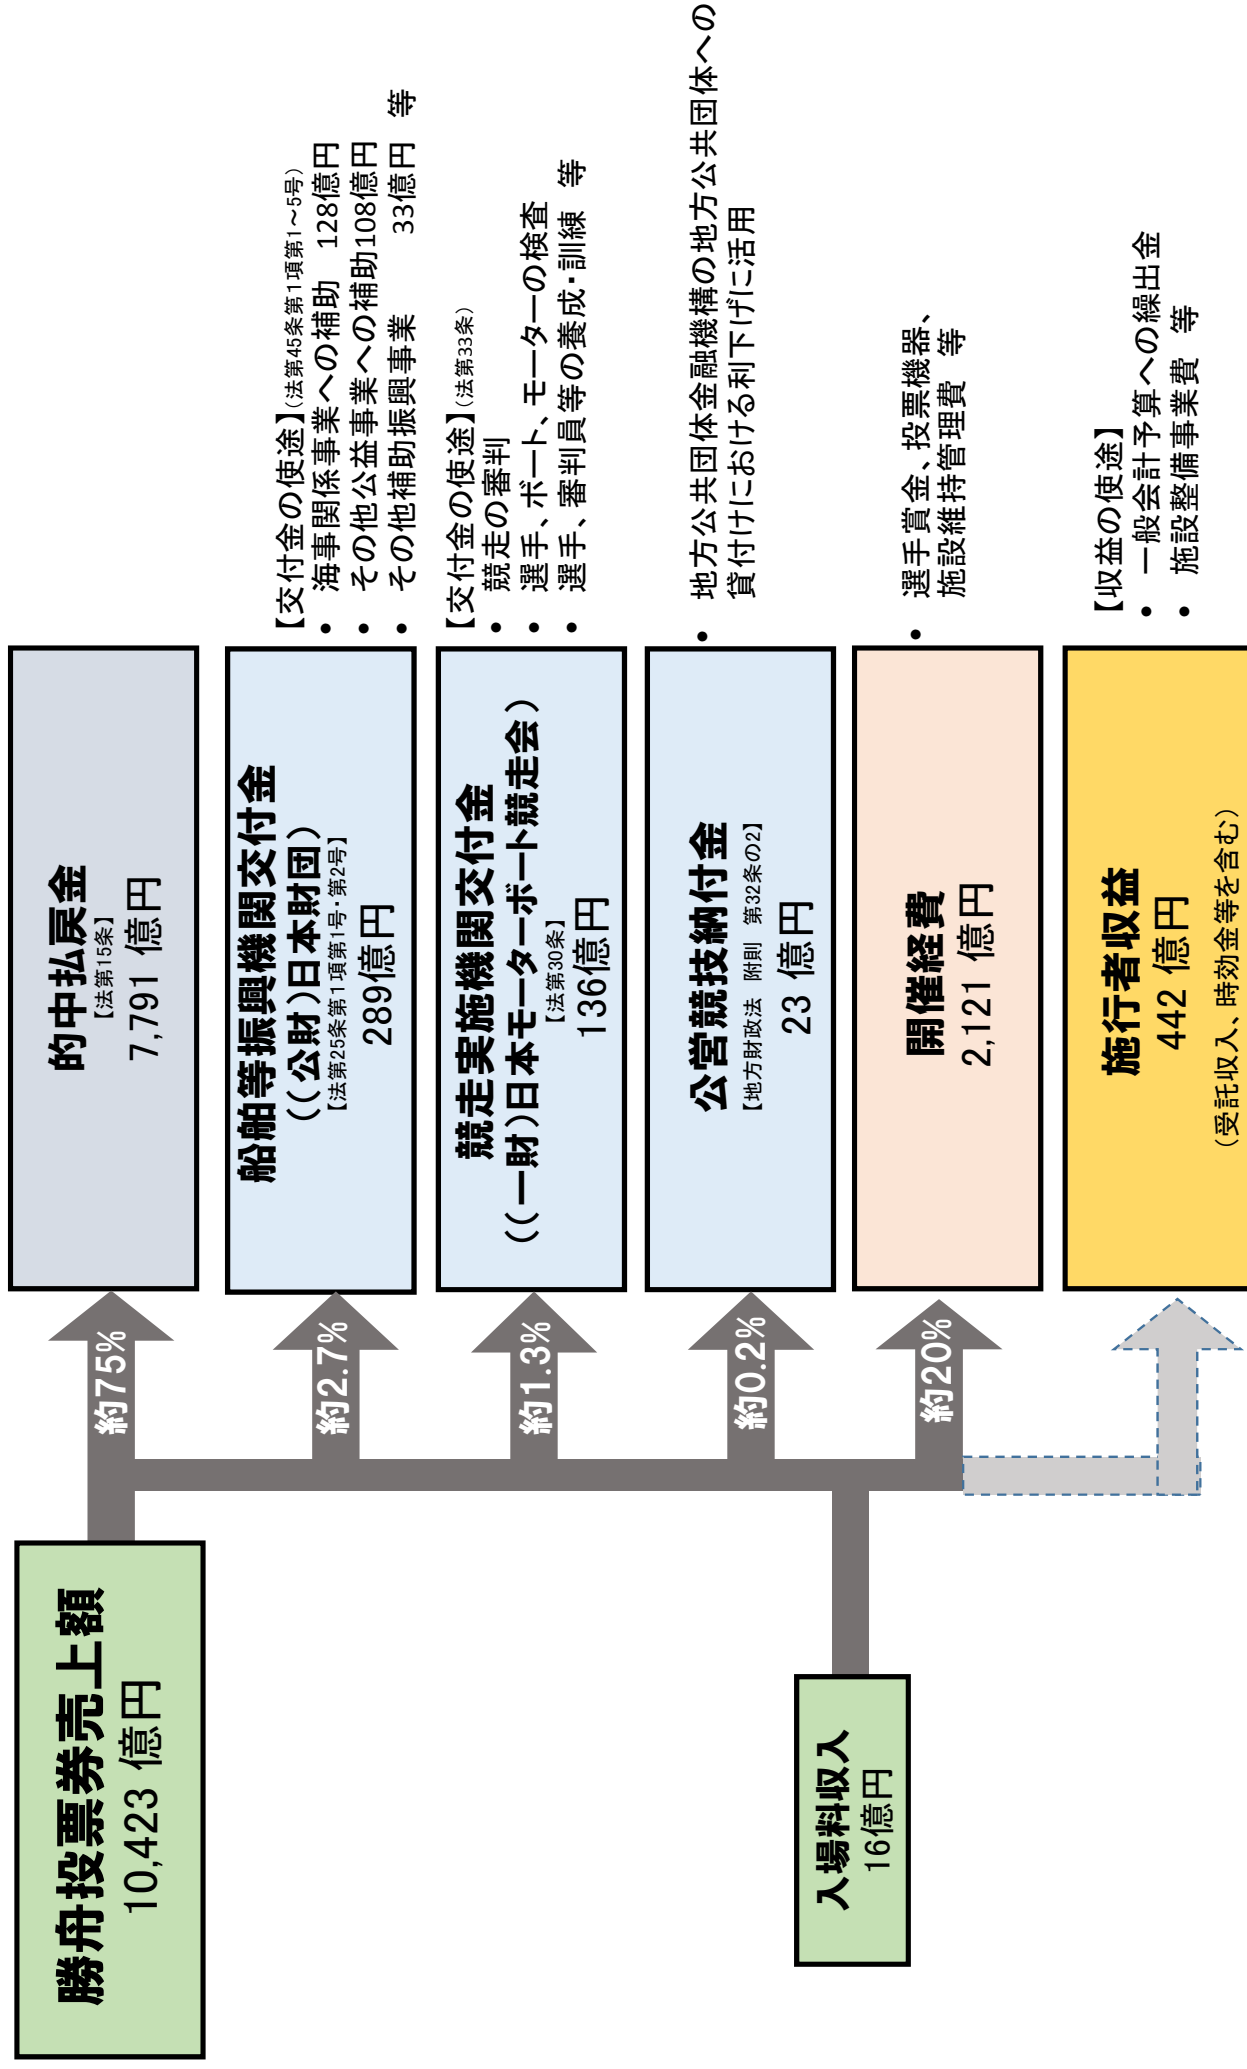 勝舟投票券売上額
10,423 億円
入場料収入
16億円
約75%
約2.7%
約1.3%
約0.2%
約20%
的中払戻金
【法第15条】
7,791 億円
船舶等振興機関交付金
((公財)日本財団)
【法第25条第1項第1号・第2号】
289億円
【交付金の使途】(法第45条第1項第1~5号)
• 海事関係事業への補助 128億円
• その他公益事業への補助108億円
• その他補助振興事業 33億円 等
競走実施機関交付金
((一財)日本モーターボート競走会)
【法第30条】
136億円
【交付金の使途】(法第33条)
• 競走の審判
• 選手、ボート、モーターの検査
• 選手、審判員等の養成・訓練 等
公営競技納付金
【地方財政法 附則 第32条の2】
23 億円
• 地方公共団体金融機構の地方公共団体への
貸付けにおける利下げに活用
開催経費
2,121 億円
• 選手賞金、投票機器、
施設維持管理費 等
施行者収益
442 億円
(受託収入、時効金等を含む)
【収益の使途】
• 一般会計予算への繰出金
• 施設整備事業費 等